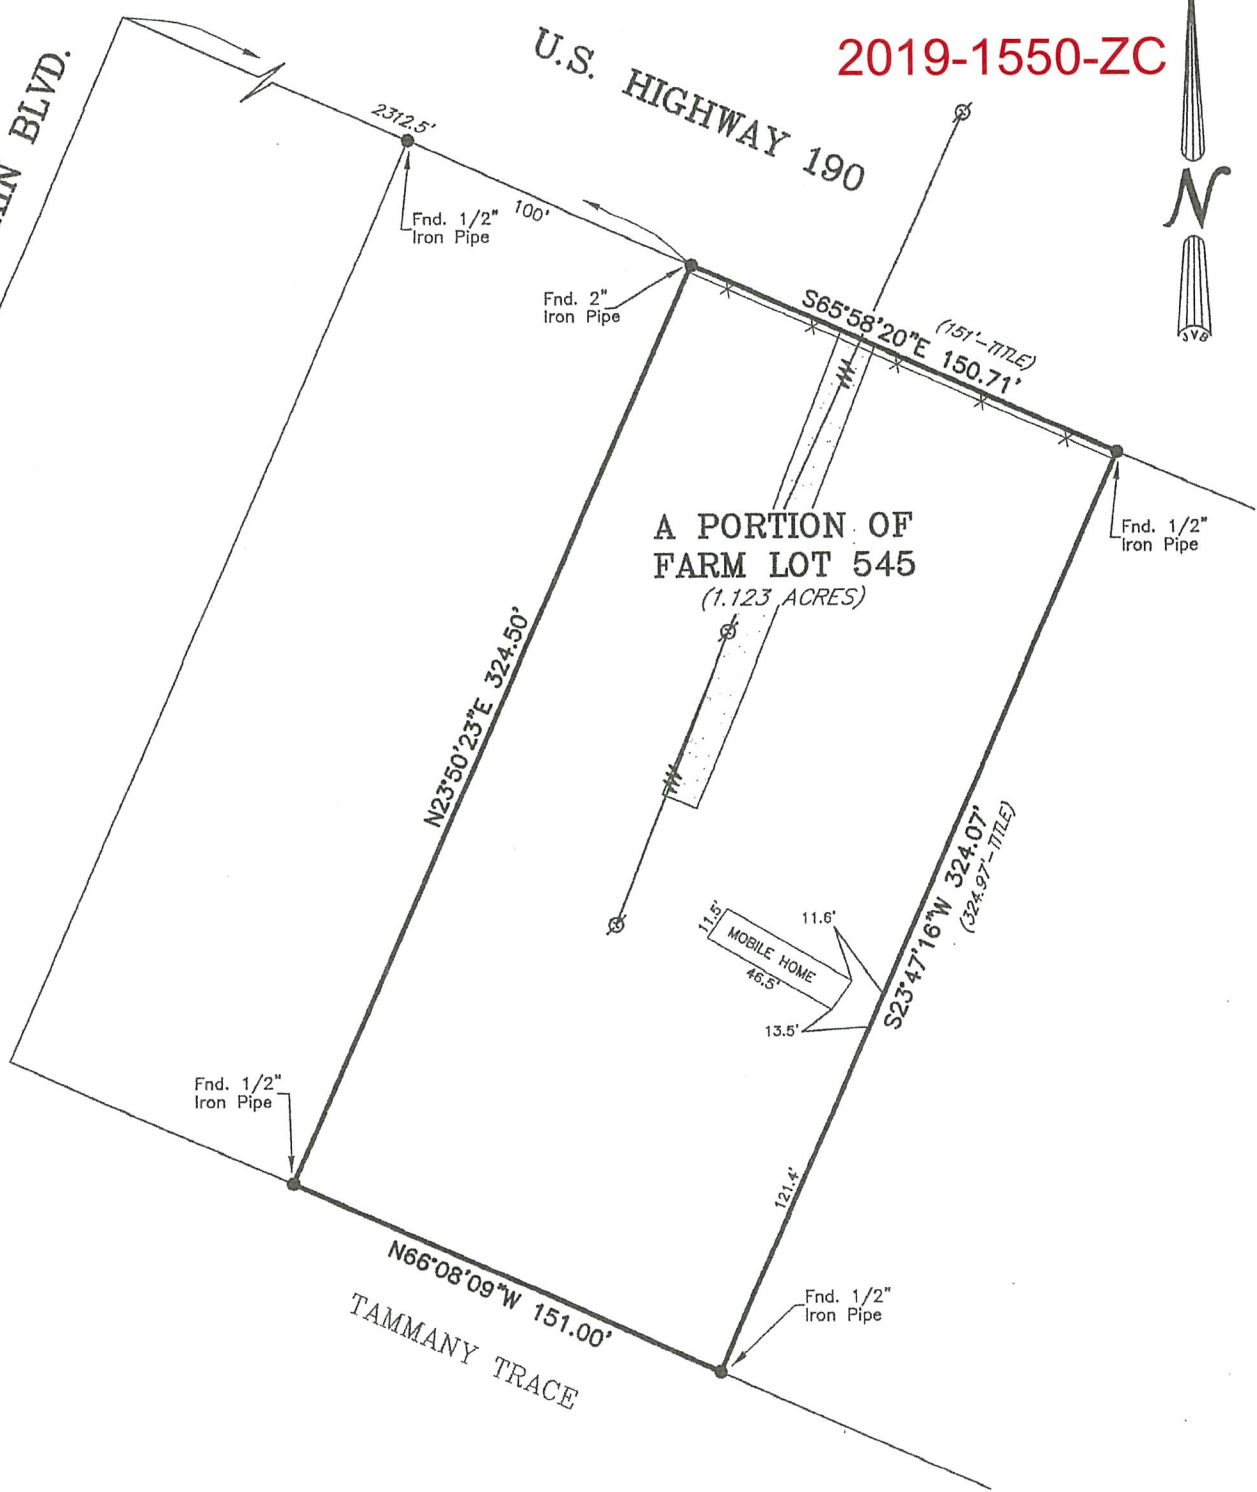 2019-1550-ZC
U.S. HIGHWAY 190
BLVD.
2312.5'
N
JVB
Fnd. 1/2"
Iron Pipe
100'
Fnd. 2"
Iron Pipe
S65°58'20"E 150.71'
(151'-TITLE)
Fnd. 1/2"
Iron Pipe
A PORTION OF
FARM LOT 545
(1.123 ACRES)
N23°50'23"E 324.50'
S23°47'16"W 324.07'
(324.97'-TITLE)
11.5'
MOBILE HOME
46.5'
11.6'
13.5'
121.4'
Fnd. 1/2"
Iron Pipe
N66°08'09"W 151.00'
TAMMANY TRACE
Fnd. 1/2"
Iron Pipe